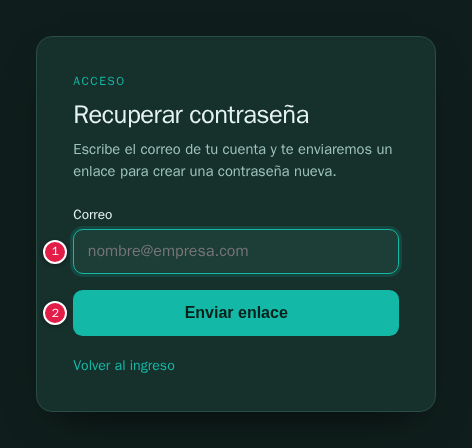 ACCESO
Recuperar contraseña
Escribe el correo de tu cuenta y te enviaremos un
enlace para crear una contraseña nueva.
Correo
1
nombre@empresa.com
2
Enviar enlace
Volver al ingreso